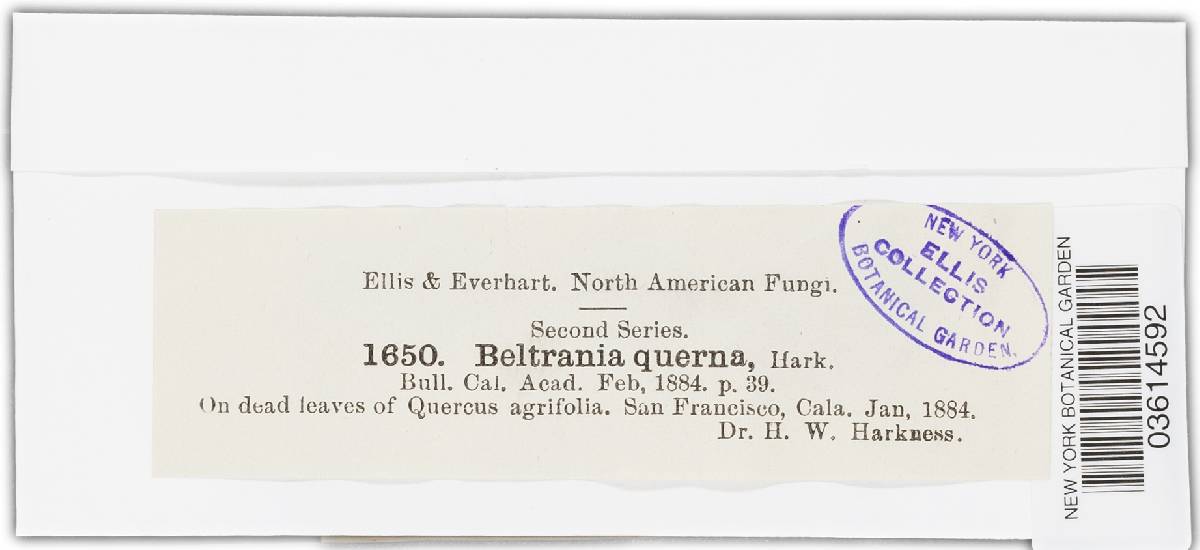 Ellis & Everhart. North American Fungi.
Second Series.
1650. Beltrania querna, Hark.
Bull. Cal. Acad. Feb, 1884. p. 39.
On dead leaves of Quercus agrifolia. San Francisco, Cala. Jan, 1884.
Dr. H. W. Harkness.
NEW YORK
ELLIS
COLLECTION
BOTANICAL GARDEN.
NEW YORK BOTANICAL GARDEN
03614592